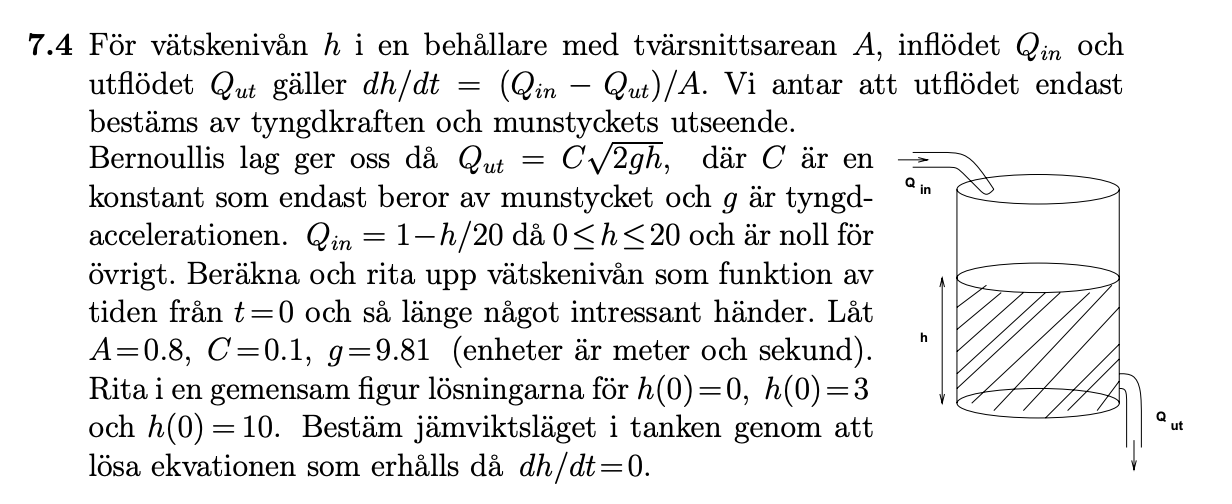 7.4 För vätskenivån h i en behållare med tvärsnittsarean A, inflödet Q_in och
utflödet Q_ut gäller dh/dt = (Q_in − Q_ut)/A. Vi antar att utflödet endast
bestäms av tyngdkraften och munstyckets utseende.
Bernoullis lag ger oss då Q_ut = C√2gh, där C är en
konstant som endast beror av munstycket och g är tyngd-
accelerationen. Q_in = 1−h/20 då 0≤h≤20 och är noll för
övrigt. Beräkna och rita upp vätskenivån som funktion av
tiden från t=0 och så länge något intressant händer. Låt
A=0.8, C=0.1, g=9.81 (enheter är meter och sekund).
Rita i en gemensam figur lösningarna för h(0)=0, h(0)=3
och h(0)=10. Bestäm jämviktsläget i tanken genom att
lösa ekvationen som erhålls då dh/dt=0.
Q in
h
Q ut